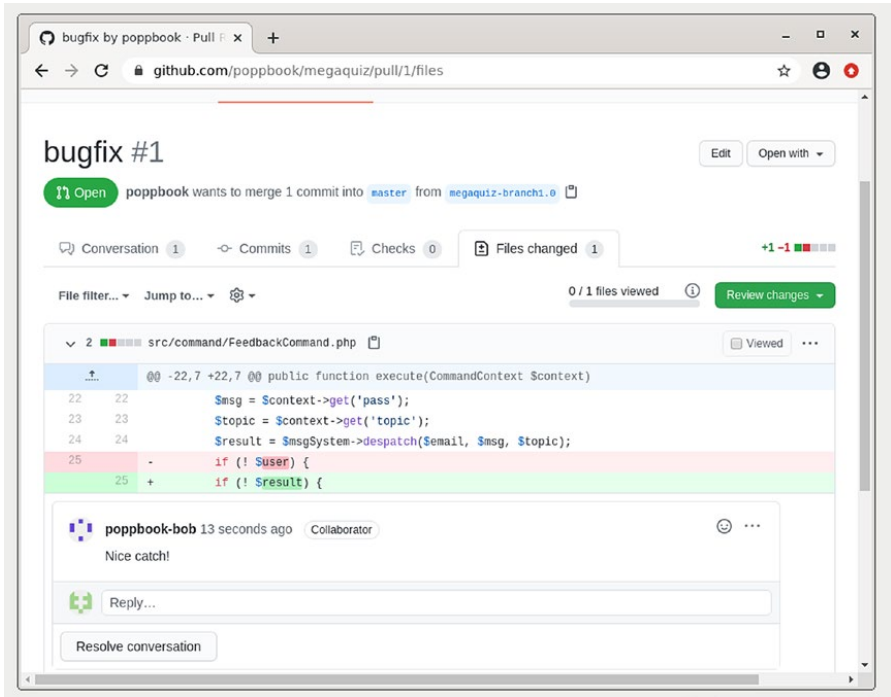 bugfix by poppbook · Pull R
github.com/poppbook/megaquiz/pull/1/files
bugfix #1
Edit
Open with
Open
poppbook wants to merge 1 commit into master from megaquiz-branch1.0
Conversation 1
Commits 1
Checks 0
Files changed 1
+1 −1
File filter...
Jump to...
0 / 1 files viewed
Review changes
2 src/command/FeedbackCommand.php
Viewed
@@ -22,7 +22,7 @@ public function execute(CommandContext $context)
22 22 $msg = $context->get('pass');
23 23 $topic = $context->get('topic');
24 24 $result = $msgSystem->despatch($email, $msg, $topic);
25 - if (! $user) {
25 + if (! $result) {
poppbook-bob 13 seconds ago Collaborator
Nice catch!
Reply...
Resolve conversation